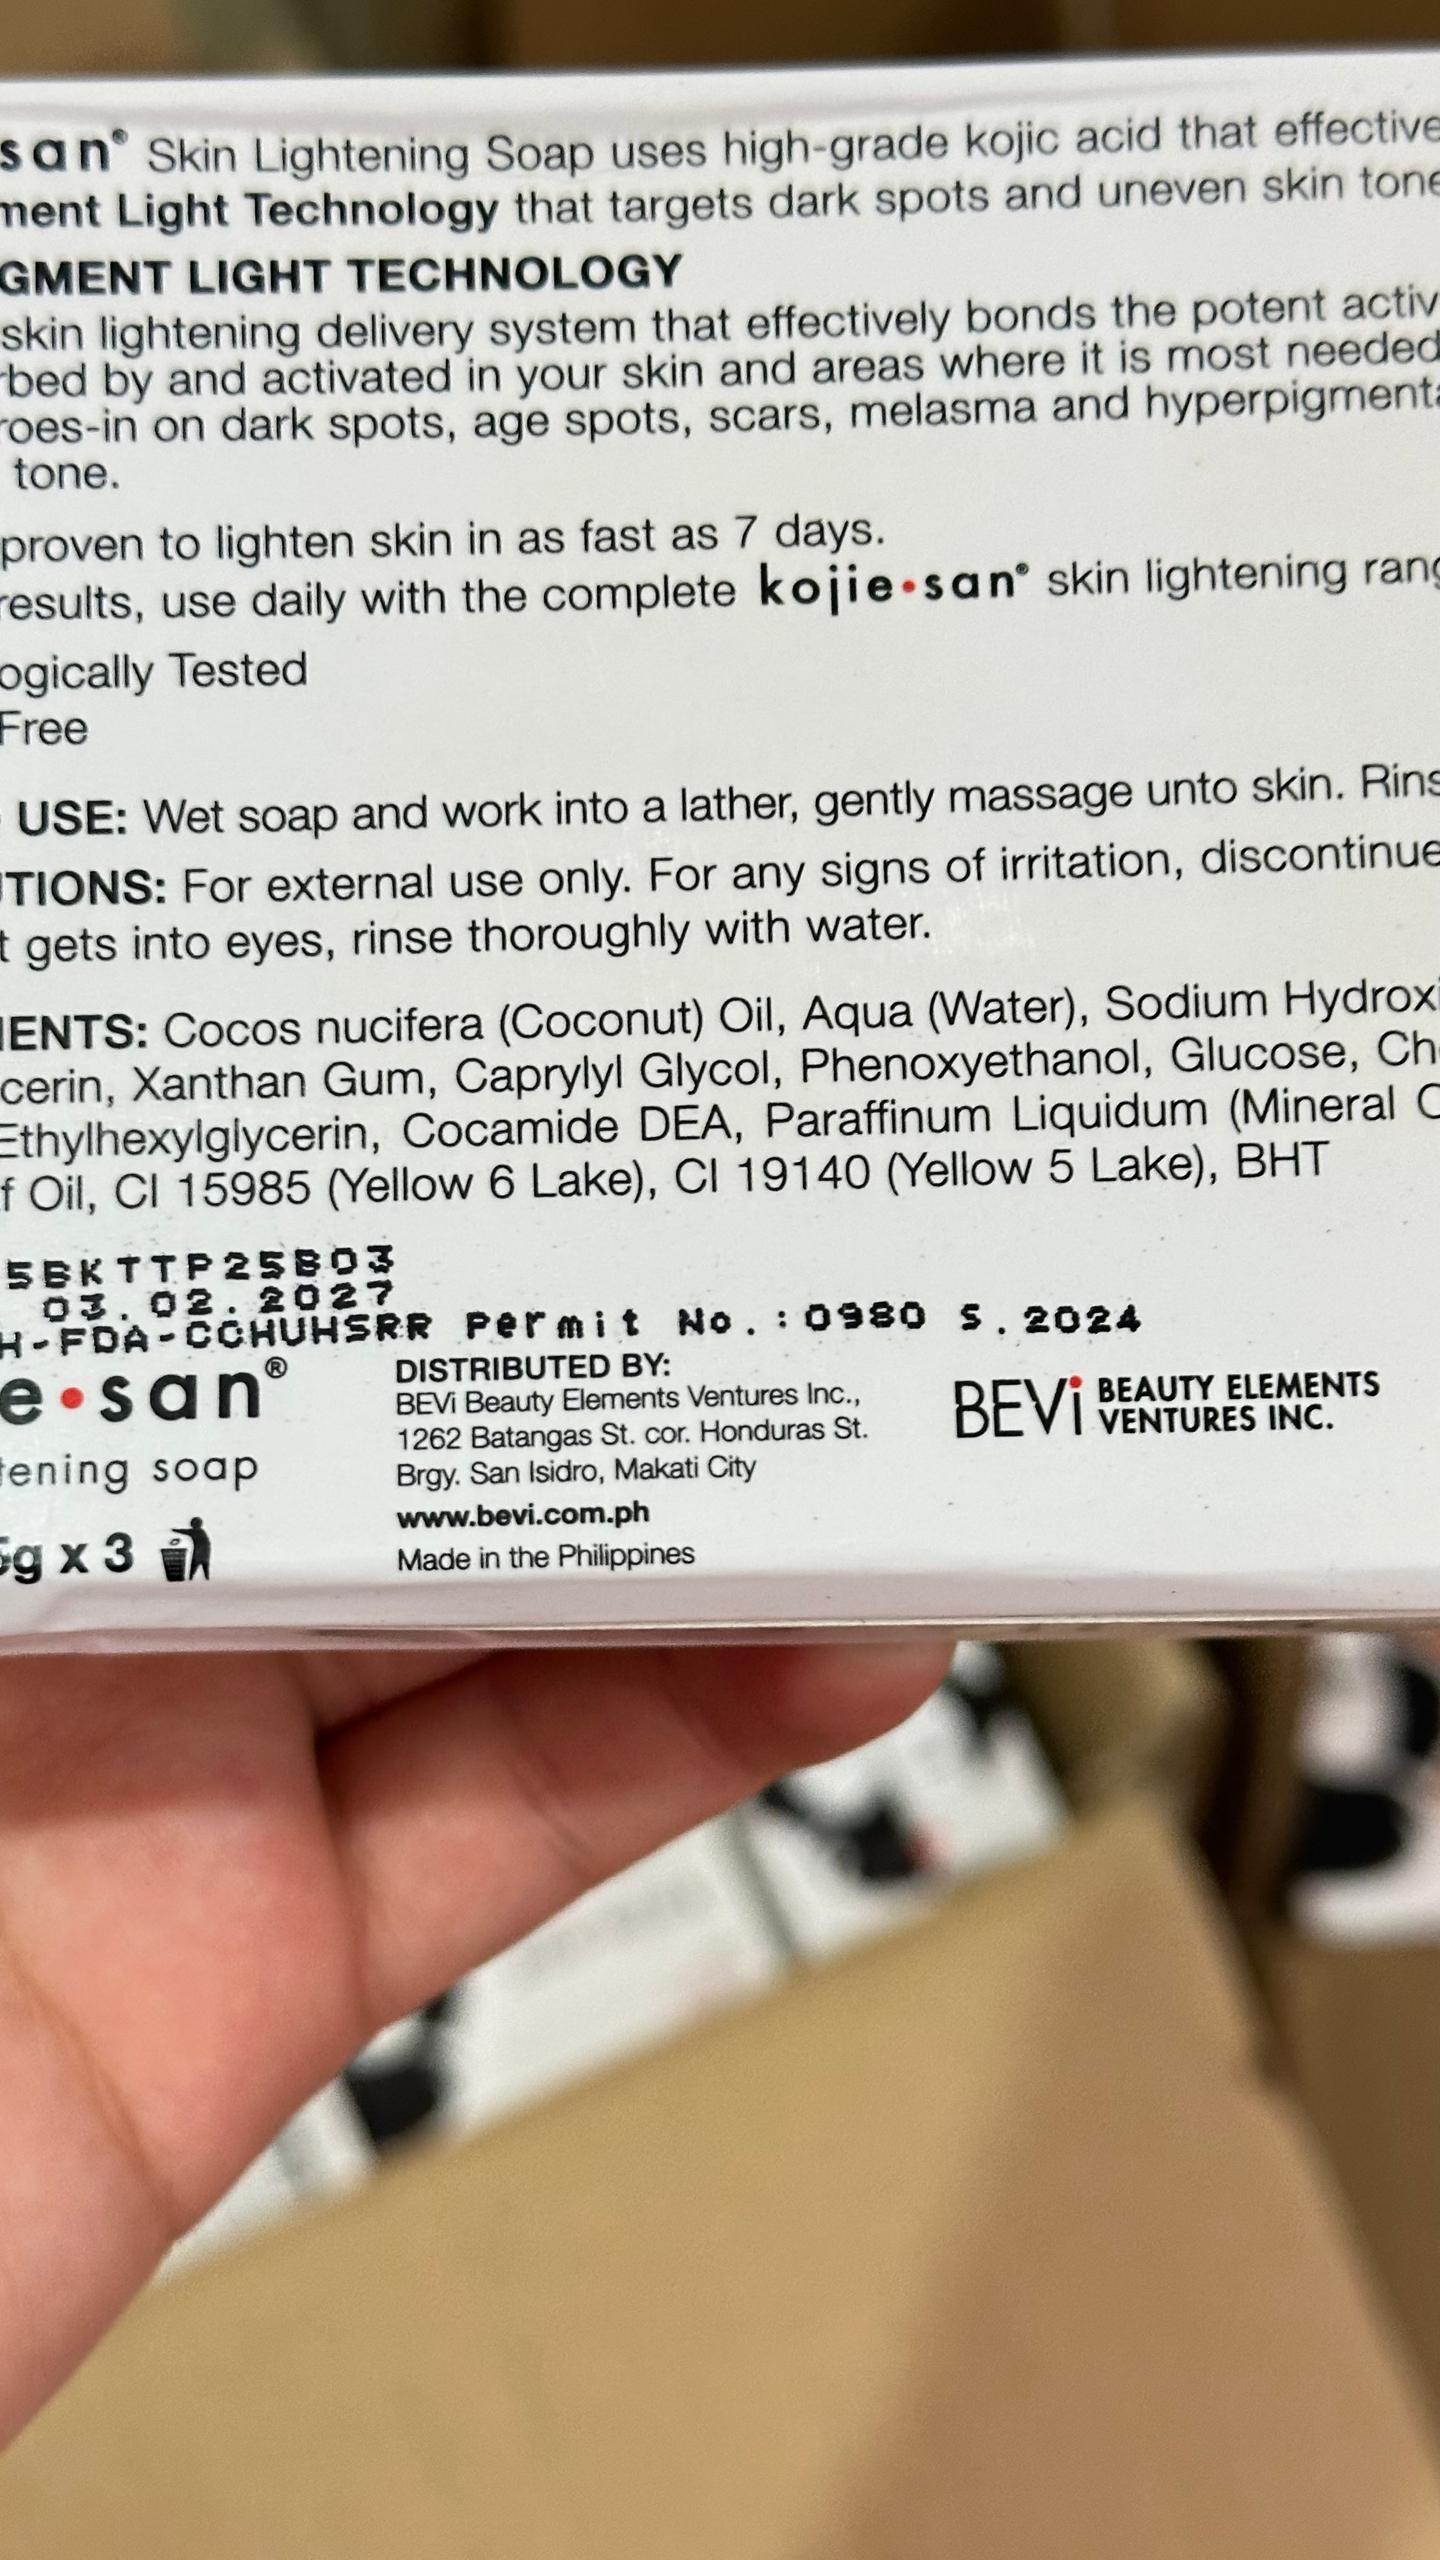 san® Skin Lightening Soap uses high-grade kojic acid that effective
ment Light Technology that targets dark spots and uneven skin tone
GMENT LIGHT TECHNOLOGY
skin lightening delivery system that effectively bonds the potent activ
rbed by and activated in your skin and areas where it is most needed
roes-in on dark spots, age spots, scars, melasma and hyperpigmenta
tone.
proven to lighten skin in as fast as 7 days.
results, use daily with the complete kojie•san® skin lightening rang
ogically Tested
Free
USE: Wet soap and work into a lather, gently massage unto skin. Rins
TIONS: For external use only. For any signs of irritation, discontinue
t gets into eyes, rinse thoroughly with water.
IENTS: Cocos nucifera (Coconut) Oil, Aqua (Water), Sodium Hydroxi
cerin, Xanthan Gum, Caprylyl Glycol, Phenoxyethanol, Glucose, Ch
Ethylhexylglycerin, Cocamide DEA, Paraffinum Liquidum (Mineral O
f Oil, CI 15985 (Yellow 6 Lake), CI 19140 (Yellow 5 Lake), BHT
5BKTTP25B03
03.02.2027
H-FDA-CCHUHSRR Permit No.:0980 S.2024
e•san®
tening soap
5g x 3
DISTRIBUTED BY:
BEVi Beauty Elements Ventures Inc.,
1262 Batangas St. cor. Honduras St.
Brgy. San Isidro, Makati City
www.bevi.com.ph
Made in the Philippines
BEVi BEAUTY ELEMENTS
VENTURES INC.